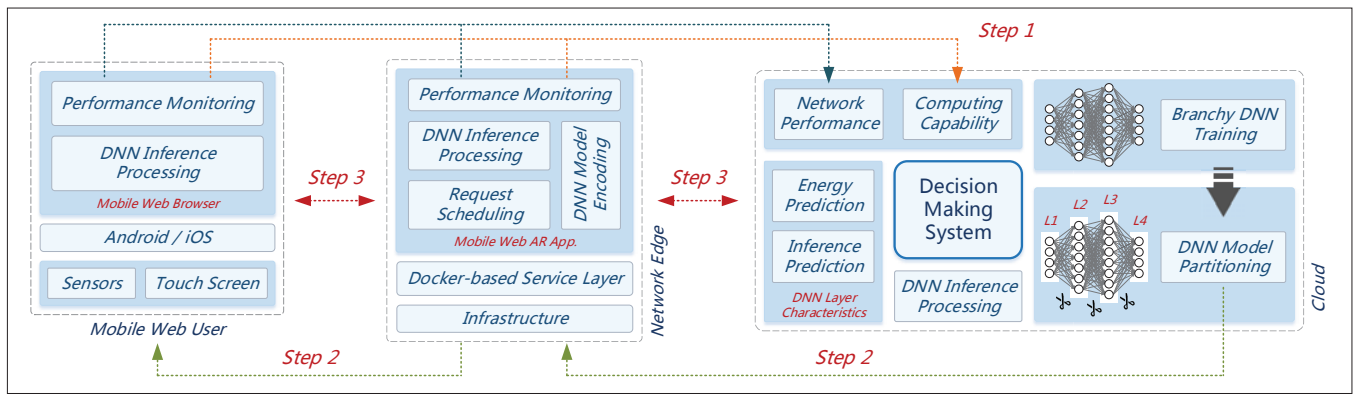 Step 1
Performance Monitoring
DNN Inference
Processing
Mobile Web Browser
Android / iOS
Sensors
Touch Screen
Mobile Web User
Step 3
Performance Monitoring
DNN Inference
Processing
Request
Scheduling
DNN Model
Encoding
Mobile Web AR App.
Docker-based Service Layer
Infrastructure
Network Edge
Step 3
Network
Performance
Computing
Capability
Energy
Prediction
Inference
Prediction
DNN Layer
Characteristics
Decision
Making
System
DNN Inference
Processing
Branchy DNN
Training
L1
L2
L3
L4
DNN Model
Partitioning
Cloud
Step 2
Step 2